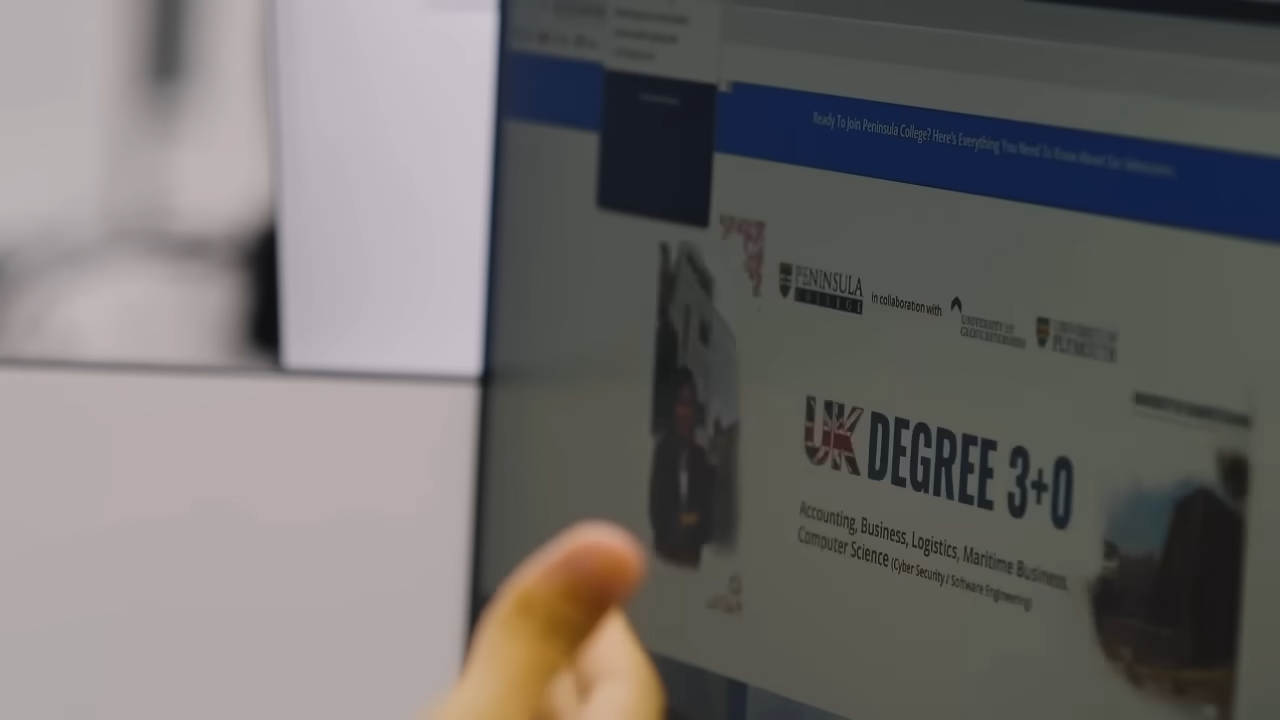 Ready To Join Peninsula College? Here's Everything You Need To Know About Our
PENINSULA
COLLEGE
in collaboration with
UNIVERSITY OF
GLOUCESTERSHIRE
UNIVERSITY OF
PLYMOUTH
UK DEGREE 3+0
Accounting, Business, Logistics, Maritime Business
Computer Science (Cyber Security / Software Engineering)